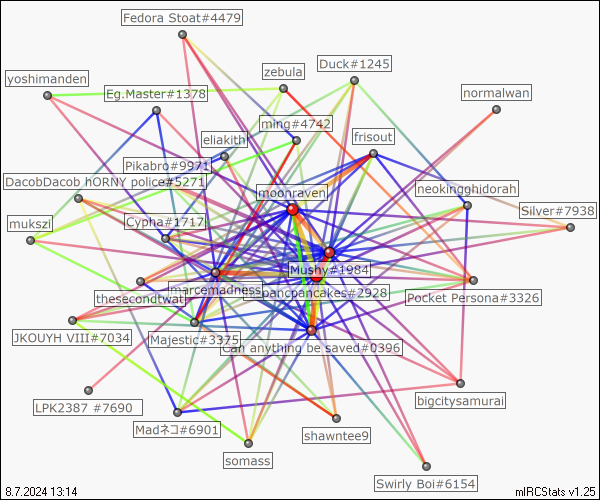 Fedora Stoat#4479
yoshimanden
zebula
Duck#1245
Eg.Master#1378
normalwan
ming#4742
eliakith
frisout
Pikabro#9971
DacobDacob hORNY police#5271
moonraven
neokingghidorah
mukszi
Cypha#1717
Silver#7938
Mushy#1984
marcemadness
pancpancakes#2928
thesecondtwat
Pocket Persona#3326
JKOUYH VIII#7034
Majestic#3375
Can anything be saved#0396
LPK2387 #7690
bigcitysamurai
Madネコ#6901
shawntee9
somass
Swirly Boi#6154
8.7.2024 13:14
mIRCStats v1.25